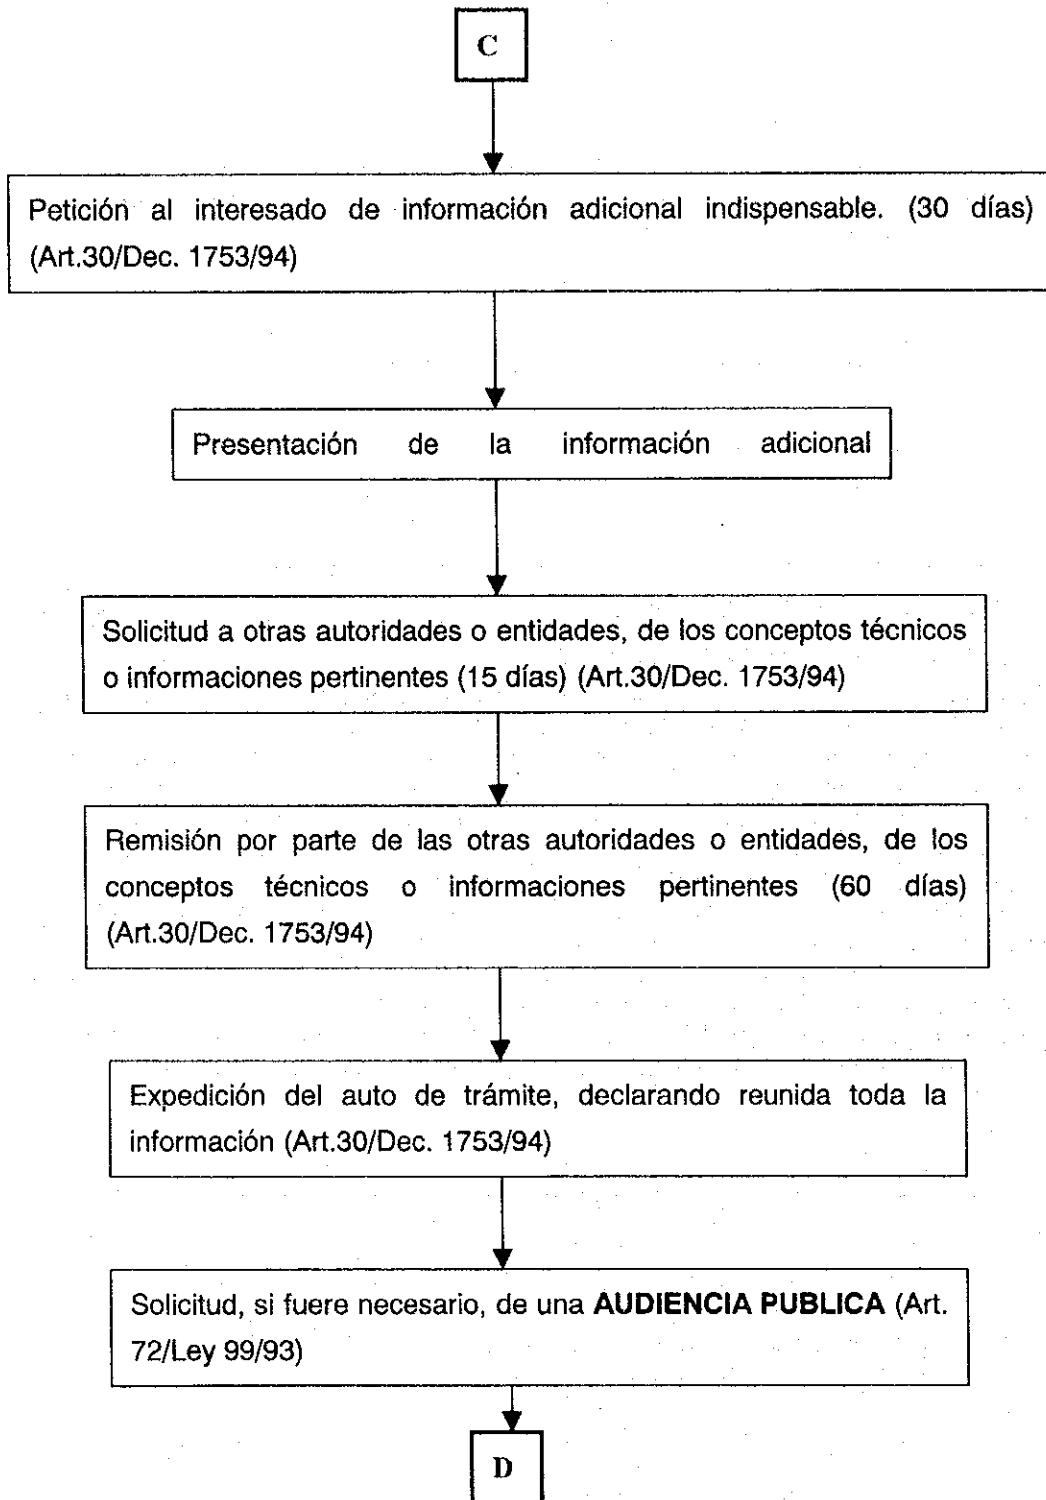 C
Petición al interesado de información adicional indispensable. (30 días)
(Art.30/Dec. 1753/94)
Presentación de la información adicional
Solicitud a otras autoridades o entidades, de los conceptos técnicos
o informaciones pertinentes (15 días) (Art.30/Dec. 1753/94)
Remisión por parte de las otras autoridades o entidades, de los
conceptos técnicos o informaciones pertinentes (60 días)
(Art.30/Dec. 1753/94)
Expedición del auto de trámite, declarando reunida toda la
información (Art.30/Dec. 1753/94)
Solicitud, si fuere necesario, de una AUDIENCIA PUBLICA (Art.
72/Ley 99/93)
D